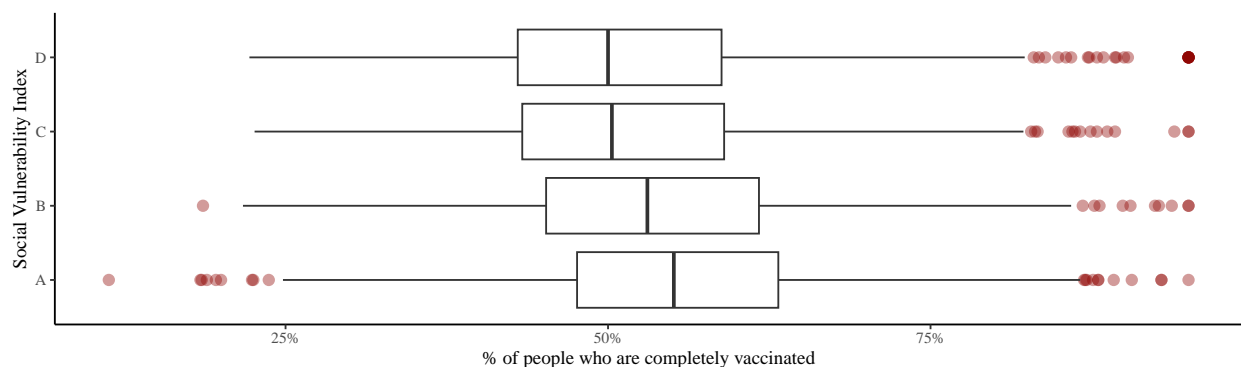 Social Vulnerability Index
D
C
B
A
25%
50%
75%
% of people who are completely vaccinated